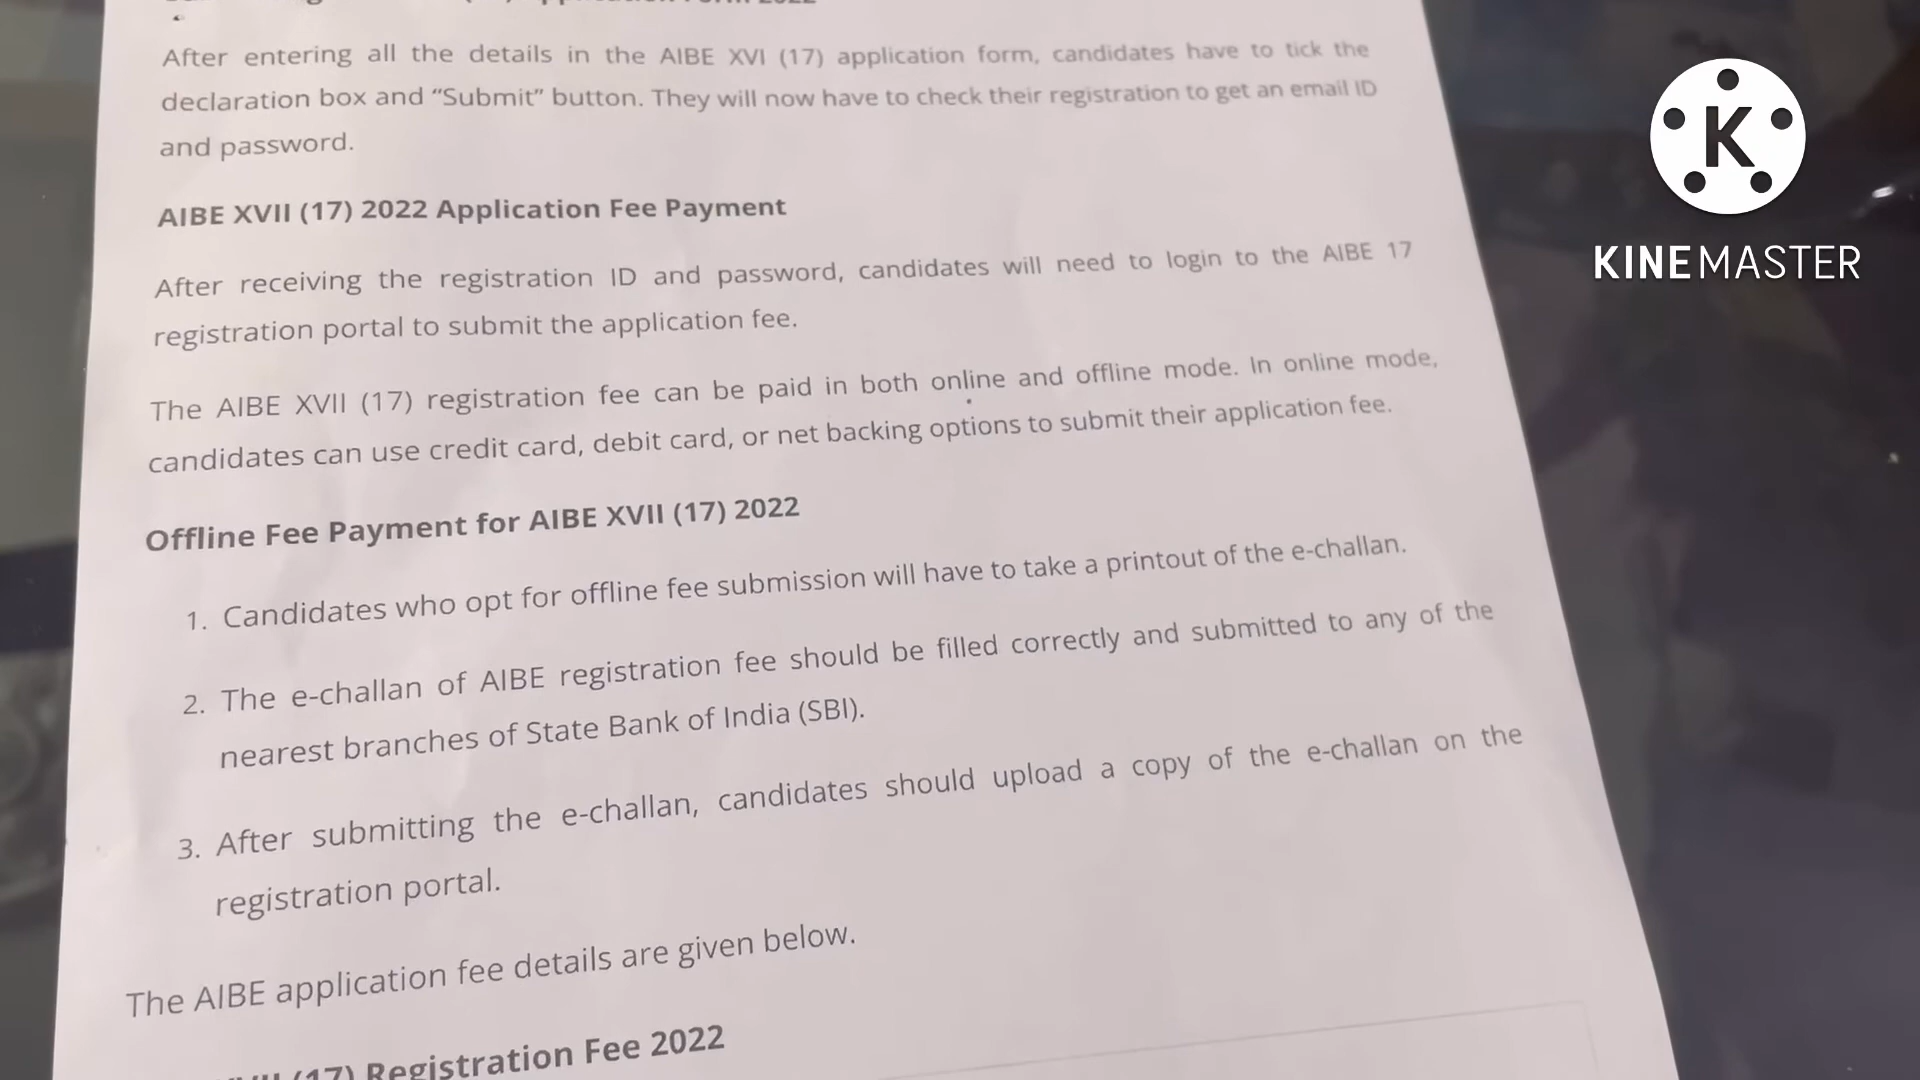 After entering all the details in the AIBE XVI (17) application form, candidates have to tick the
declaration box and “Submit” button. They will now have to check their registration to get an email ID
and password.
AIBE XVII (17) 2022 Application Fee Payment
After receiving the registration ID and password, candidates will need to login to the AIBE 17
registration portal to submit the application fee.
The AIBE XVII (17) registration fee can be paid in both online and offline mode. In online mode,
candidates can use credit card, debit card, or net backing options to submit their application fee.
Offline Fee Payment for AIBE XVII (17) 2022
1. Candidates who opt for offline fee submission will have to take a printout of the e-challan.
2. The e-challan of AIBE registration fee should be filled correctly and submitted to any of the
nearest branches of State Bank of India (SBI).
3. After submitting the e-challan, candidates should upload a copy of the e-challan on the
registration portal.
The AIBE application fee details are given below.
(17) Registration Fee 2022
K
KINEMASTER